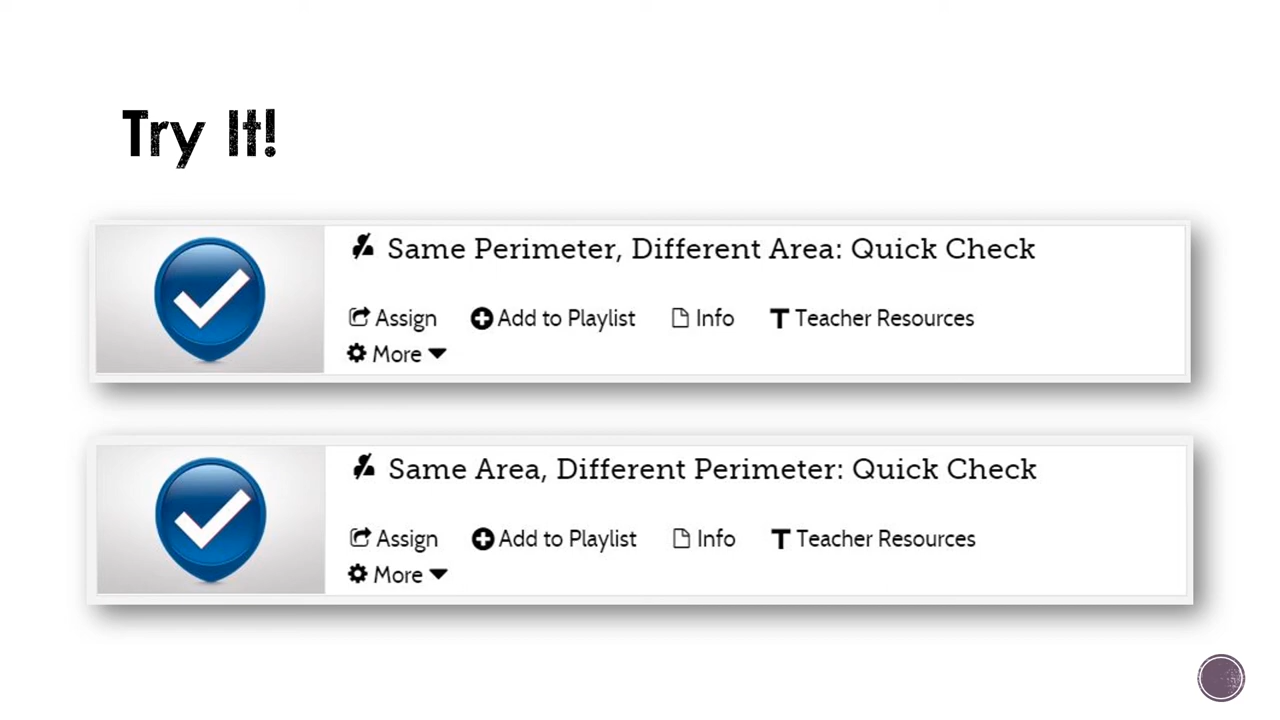 Try It!
Same Perimeter, Different Area: Quick Check
Assign Add to Playlist Info T Teacher Resources
More
Same Area, Different Perimeter: Quick Check
Assign Add to Playlist Info T Teacher Resources
More